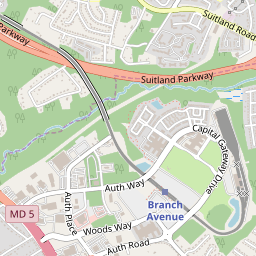 Parkway
Suitland Road
Suitland Parkway
Capital Gateway Drive
Auth Way
Branch
Avenue
MD 5
Auth Place
Woods Way
Auth Road